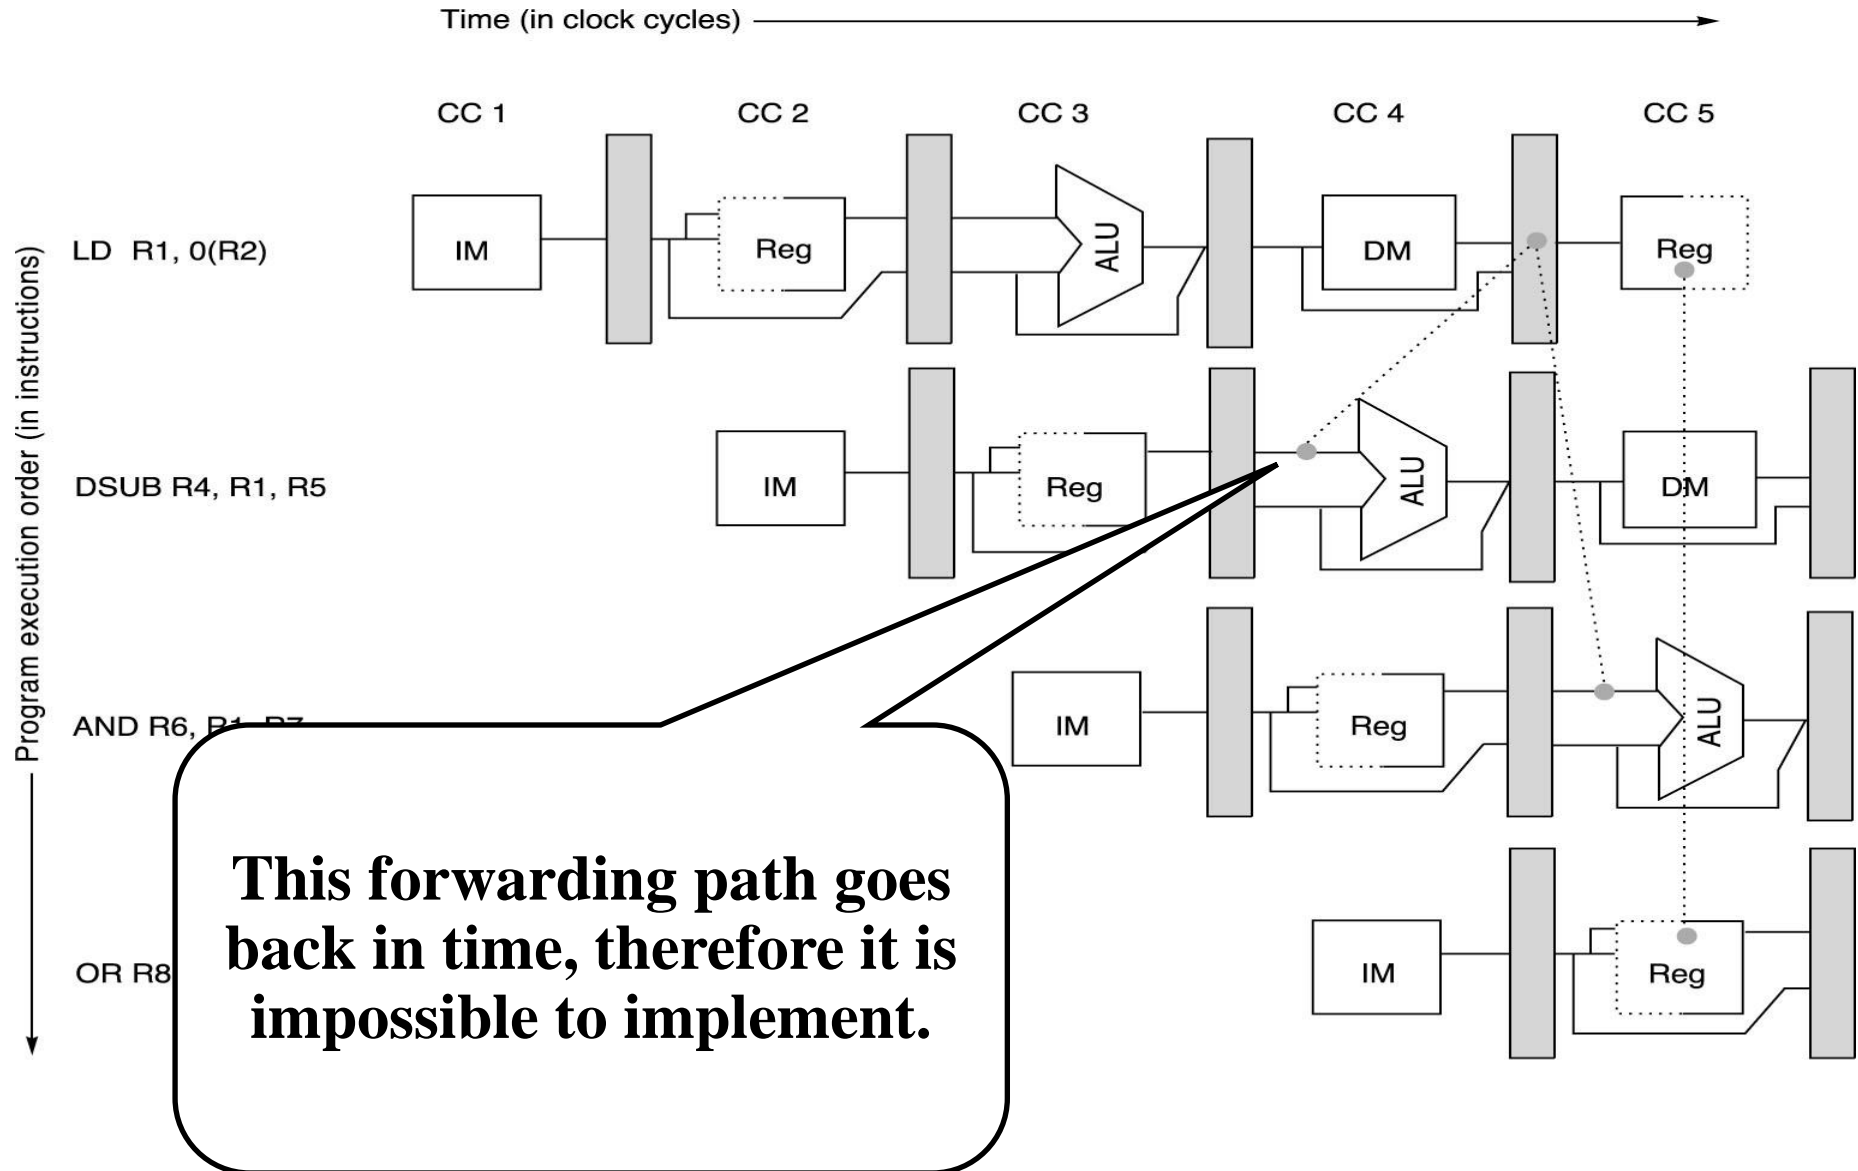 Time (in clock cycles)
CC 1 CC 2 CC 3 CC 4 CC 5
Program execution order (in instructions)
LD R1, 0(R2) IM Reg ALU DM Reg
DSUB R4, R1, R5 IM Reg ALU DM
AND R6, R1, R7 IM Reg ALU
OR R8 IM Reg
This forwarding path goes
back in time, therefore it is
impossible to implement.